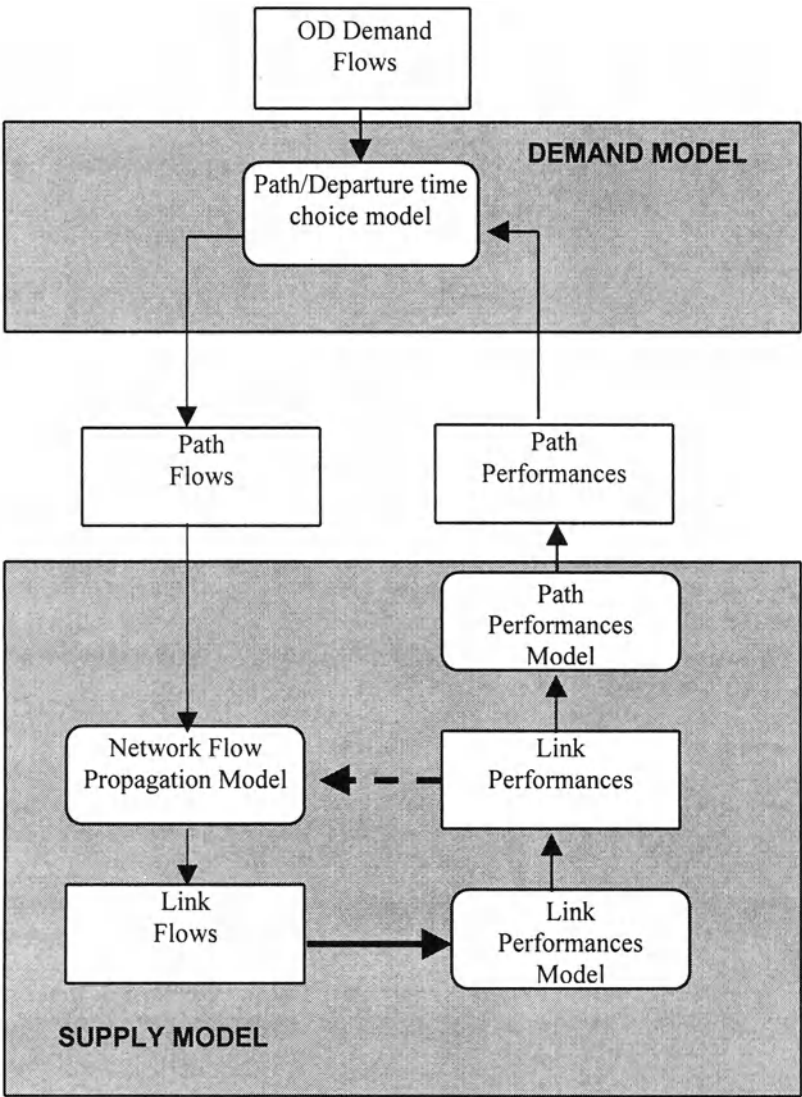 OD Demand
Flows
DEMAND MODEL
Path/Departure time
choice model
Path
Flows
Path
Performances
Path
Performances
Model
Network Flow
Propagation Model
Link
Performances
Link
Flows
Link
Performances
Model
SUPPLY MODEL